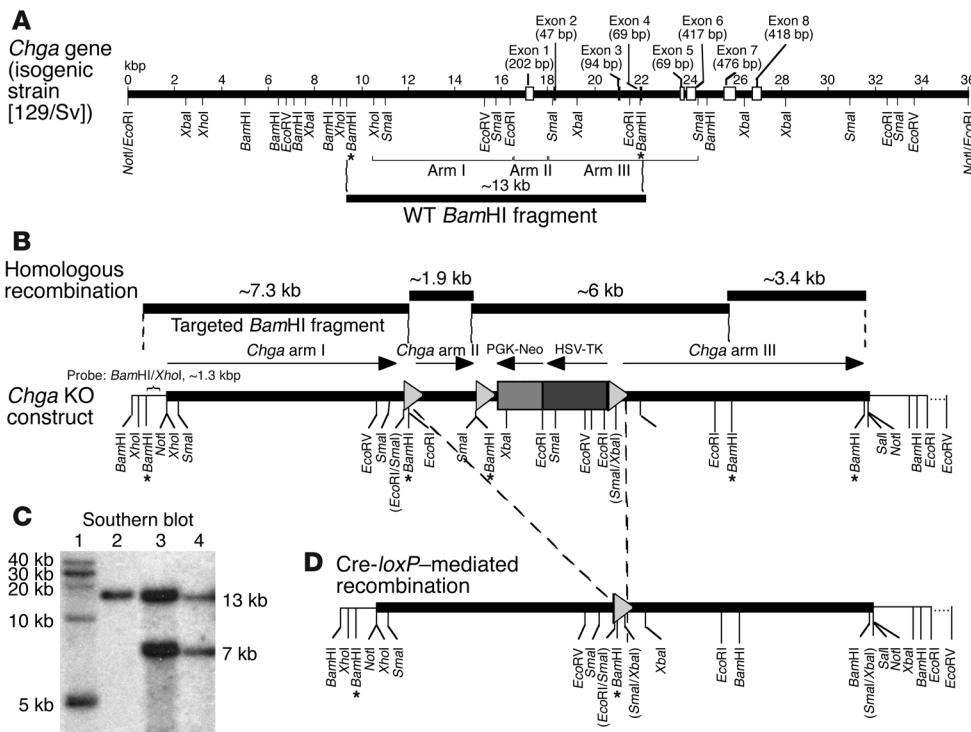 A
Chga gene
(isogenic
strain
[129/Sv])
kbp
0 2 4 6 8 10 12 14 16 18 20 22 24 26 28 30 32 34 36
Exon 1
(202 bp)
Exon 2
(47 bp)
Exon 3
(94 bp)
Exon 4
(69 bp)
Exon 5
(69 bp)
Exon 6
(417 bp)
Exon 7
(476 bp)
Exon 8
(418 bp)
NotI/EcoRI
XbaI
XhoI
BamHI
BamHI
EcoRV
BamHI
XbaI
BamHI
XhoI
BamHI
*
XhoI
SmaI
EcoRV
SmaI
EcoRI
SmaI
XbaI
EcoRI
BamHI
*
SmaI
BamHI
XbaI
XbaI
SmaI
EcoRI
SmaI
XbaI
NotI/EcoRI
Arm I Arm II Arm III
~13 kb
WT BamHI fragment
B
Homologous
recombination
~7.3 kb
~1.9 kb
~6 kb
~3.4 kb
Targeted BamHI fragment
Chga arm I
Chga arm II
PGK-Neo
HSV-TK
Chga arm III
Probe: BamHI/XhoI, ~1.3 kbp
Chga KO
construct
BamHI
XhoI
BamHI
*
NotI
XhoI
SmaI
EcoRV
SmaI
(EcoRI/SmaI)
BamHI
*
EcoRI
SmaI
BamHI
*
XbaI
EcoRI
SmaI
EcoRV
EcoRI
(SmaI/XbaI)
EcoRI
BamHI
*
BamHI
*
SalI
NotI
BamHI
EcoRI
EcoRV
C
Southern blot
1 2 3 4
40 kb
30 kb
20 kb
10 kb
5 kb
13 kb
7 kb
D
Cre-loxP–mediated
recombination
BamHI
XhoI
BamHI
*
NotI
XhoI
SmaI
EcoRV
SmaI
(EcoRI/SmaI)
BamHI
*
(SmaI/XbaI)
XbaI
EcoRI
BamHI
BamHI
(SmaI/XbaI)
SalI
NotI
XbaI
BamHI
EcoRI
EcoRV